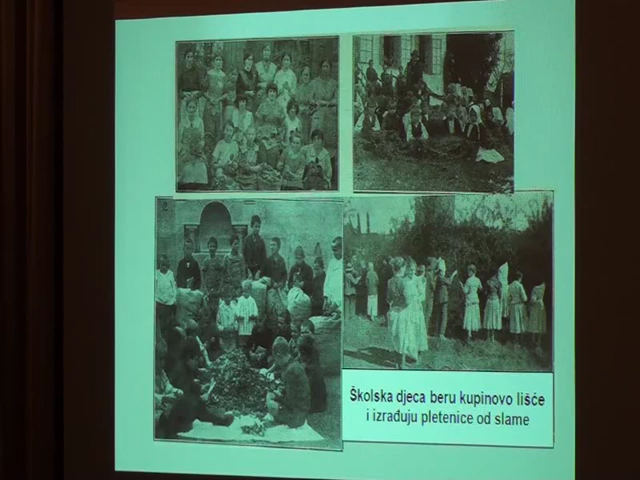 Školska djeca beru kupinovo lišće
i izrađuju pletenice od slame